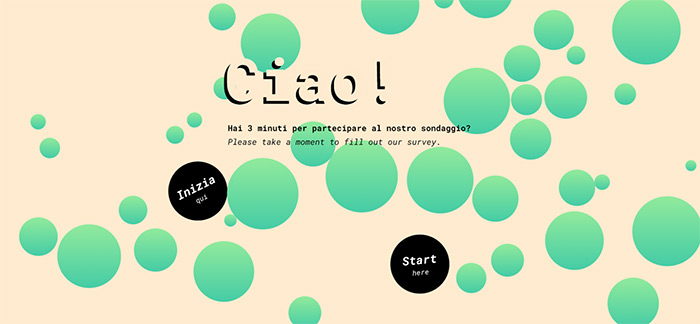 Ciao!
Hai 3 minuti per partecipare al nostro sondaggio?
Please take a moment to fill out our survey.
Inizia
qui
Start
here